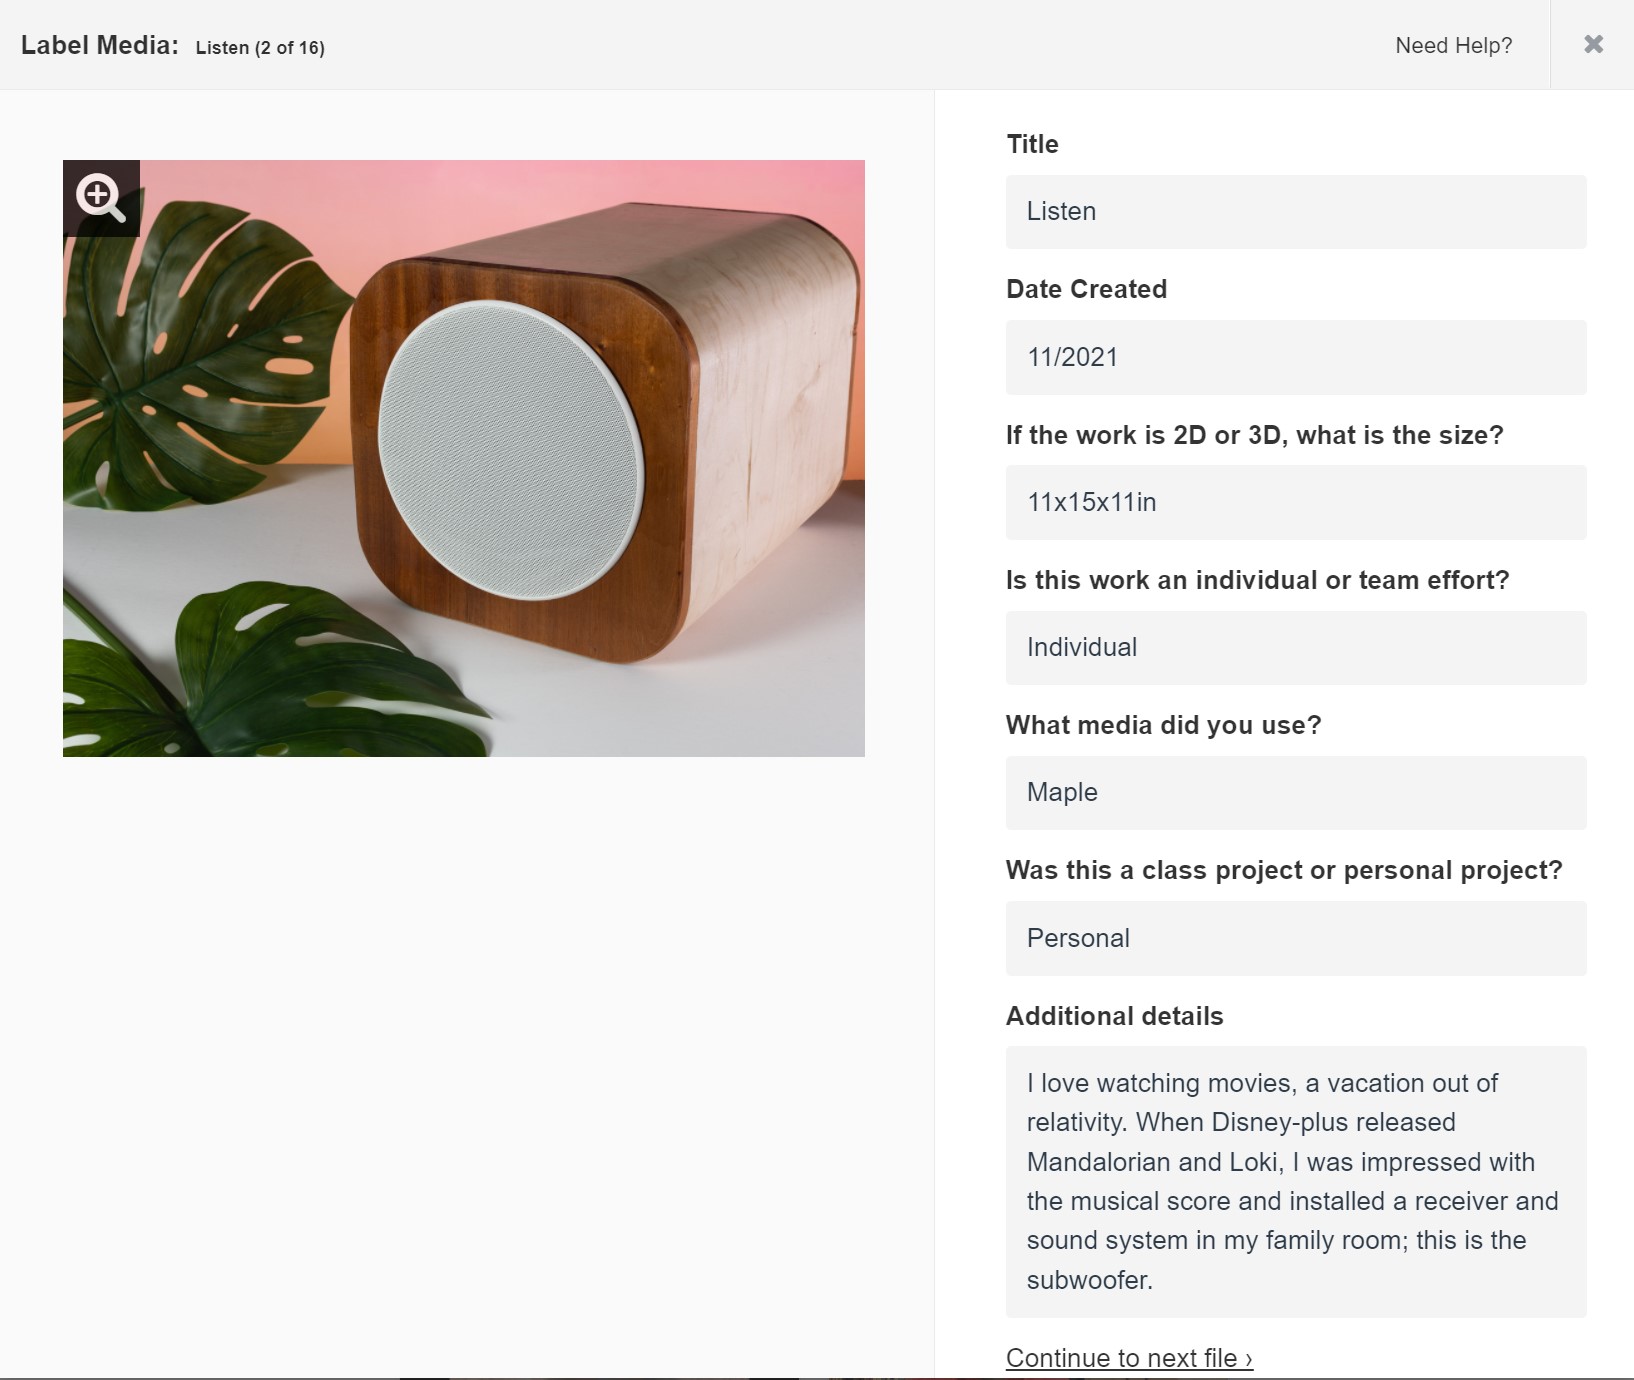 Label Media: Listen (2 of 16)
Need Help?
Title
Listen
Date Created
11/2021
If the work is 2D or 3D, what is the size?
11x15x11in
Is this work an individual or team effort?
Individual
What media did you use?
Maple
Was this a class project or personal project?
Personal
Additional details
I love watching movies, a vacation out of
relativity. When Disney-plus released
Mandalorian and Loki, I was impressed with
the musical score and installed a receiver and
sound system in my family room; this is the
subwoofer.
Continue to next file ›